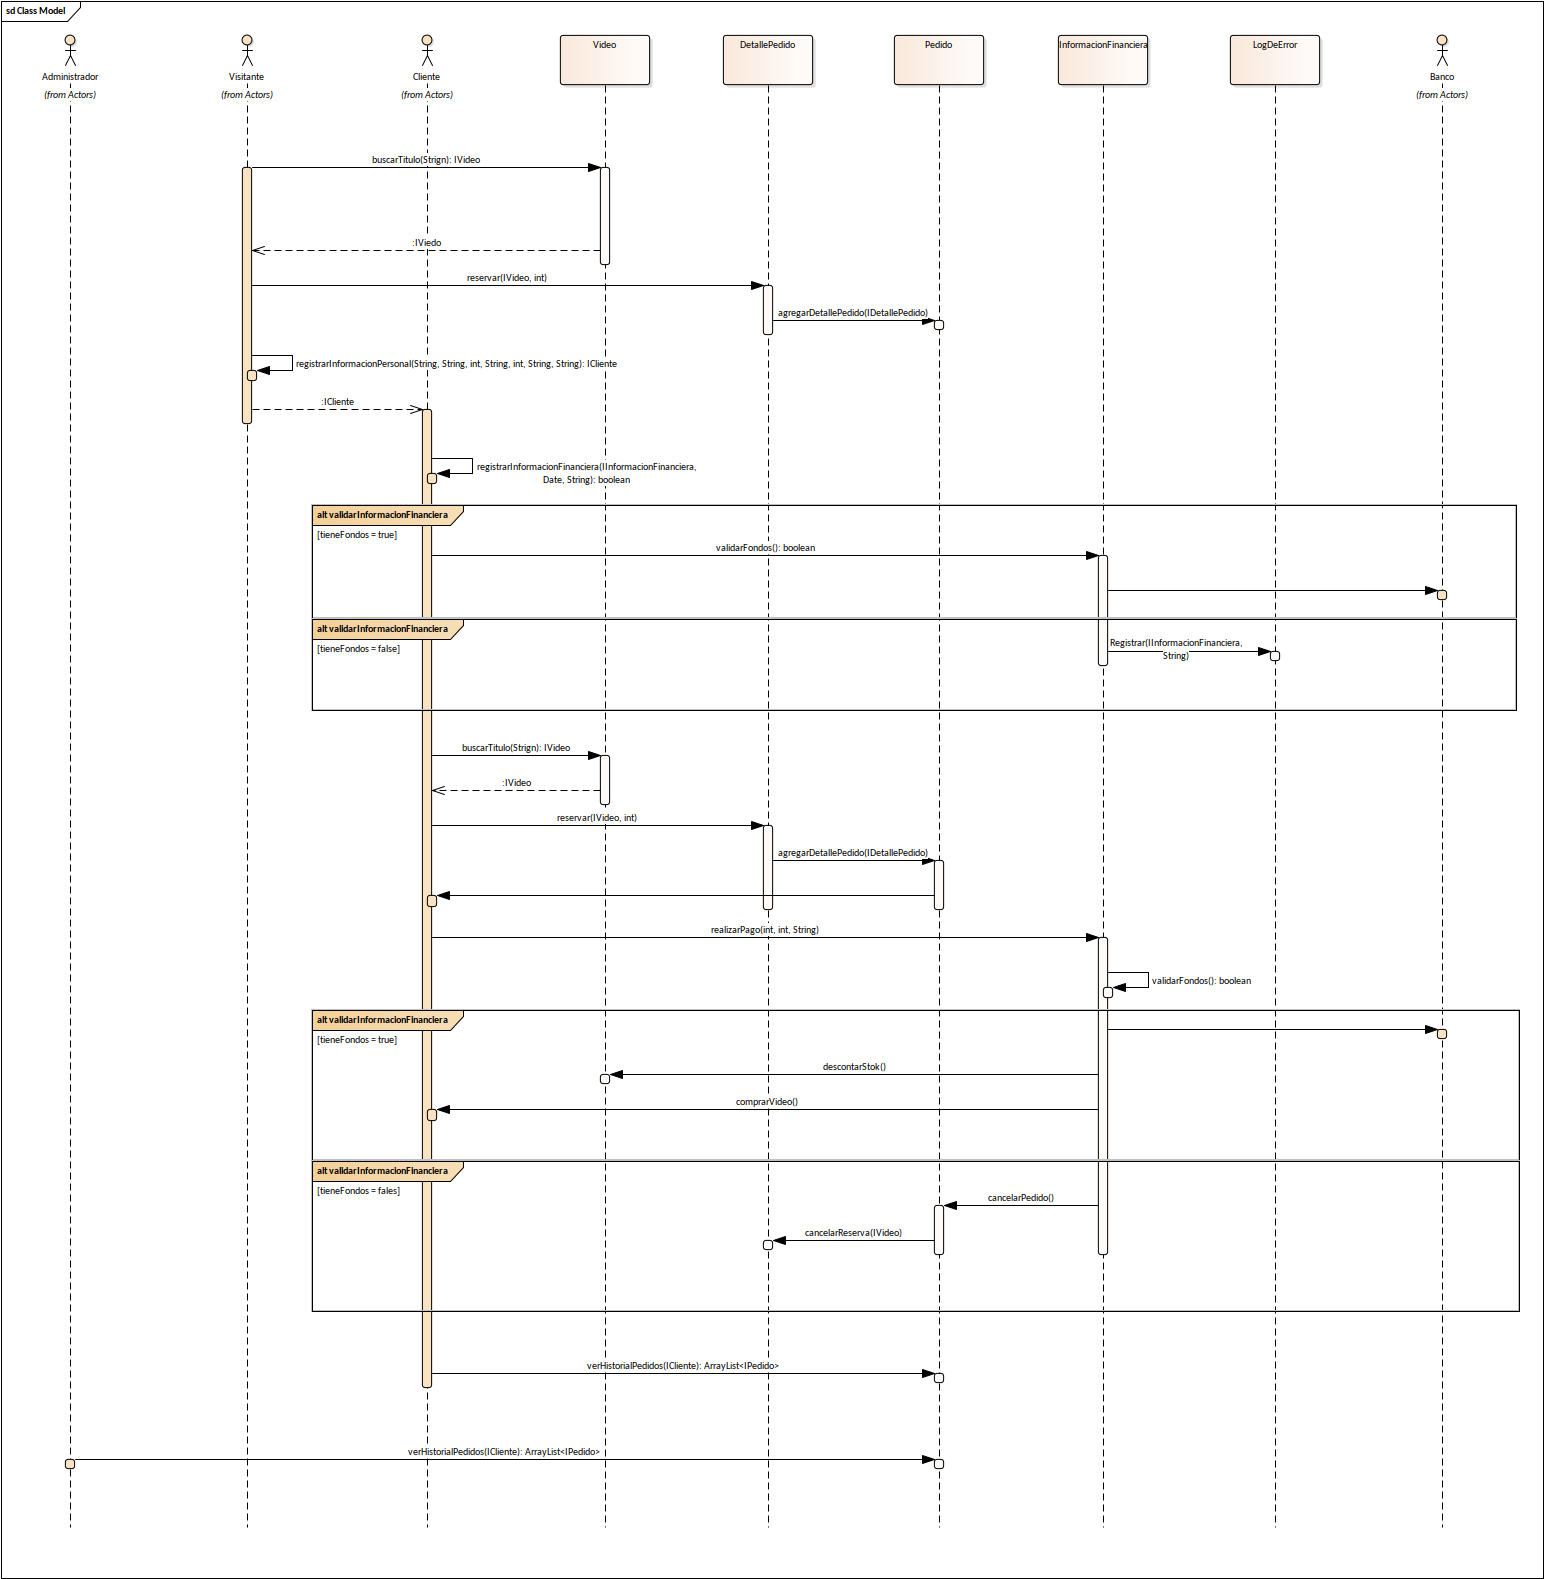 sd Class Model
Administrador
(from Actors)
Visitante
(from Actors)
Cliente
(from Actors)
Video
DetallePedido
Pedido
InformacionFinanciera
LogDeError
Banco
(from Actors)
buscarTitulo(Strign): IVideo
:IViedo
reservar(IVideo, int)
agregarDetallePedido(IDetallePedido)
registrarInformacionPersonal(String, String, int, String, int, String, String): ICliente
:ICliente
registrarInformacionFinanciera(IInformacionFinanciera,
Date, String): boolean
alt validarInformacionFinanciera
[tieneFondos = true]
validarFondos(): boolean
alt validarInformacionFinanciera
[tieneFondos = false]
Registrar(IInformacionFinanciera,
String)
buscarTitulo(Strign): IVideo
:IVideo
reservar(IVideo, int)
agregarDetallePedido(IDetallePedido)
realizarPago(int, int, String)
validarFondos(): boolean
alt validarInformacionFinanciera
[tieneFondos = true]
descontarStok()
comprarVideo()
alt validarInformacionFinanciera
[tieneFondos = fales]
cancelarPedido()
cancelarReserva(IVideo)
verHistorialPedidos(ICliente): ArrayList<IPedido>
verHistorialPedidos(ICliente): ArrayList<IPedido>